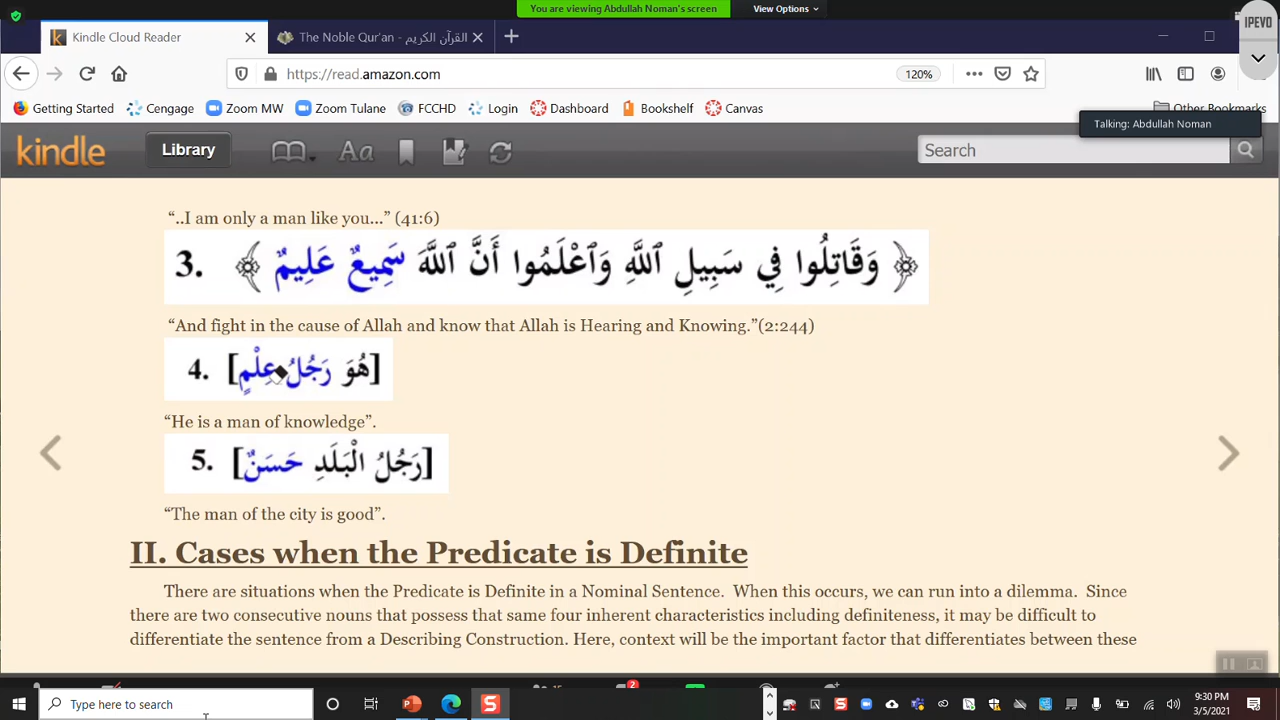 You are viewing Abdullah Noman's screen
View Options
IPEVO
Kindle Cloud Reader
The Noble Qur'an - القرآن الكريم
https://read.amazon.com
120%
Getting Started
Cengage
Zoom MW
Zoom Tulane
FCCHD
Login
Dashboard
Bookshelf
Canvas
Other Bookmarks
Talking: Abdullah Noman
kindle
Library
Aa
Search
“..I am only a man like you...” (41:6)
3. ﴿ وَقَاتِلُوا فِي سَبِيلِ ٱللَّهِ وَٱعْلَمُوا أَنَّ ٱللَّهَ سَمِيعٌ عَلِيمٌ ﴾
“And fight in the cause of Allah and know that Allah is Hearing and Knowing.”(2:244)
4. [هُوَ رَجُلُ عِلْمٍ]
“He is a man of knowledge”.
5. [رَجُلُ الْبَلَدِ حَسَنٌ]
“The man of the city is good”.
II. Cases when the Predicate is Definite
There are situations when the Predicate is Definite in a Nominal Sentence. When this occurs, we can run into a dilemma. Since
there are two consecutive nouns that possess that same four inherent characteristics including definiteness, it may be difficult to
differentiate the sentence from a Describing Construction. Here, context will be the important factor that differentiates between these
2
Type here to search
9:30 PM
3/5/2021